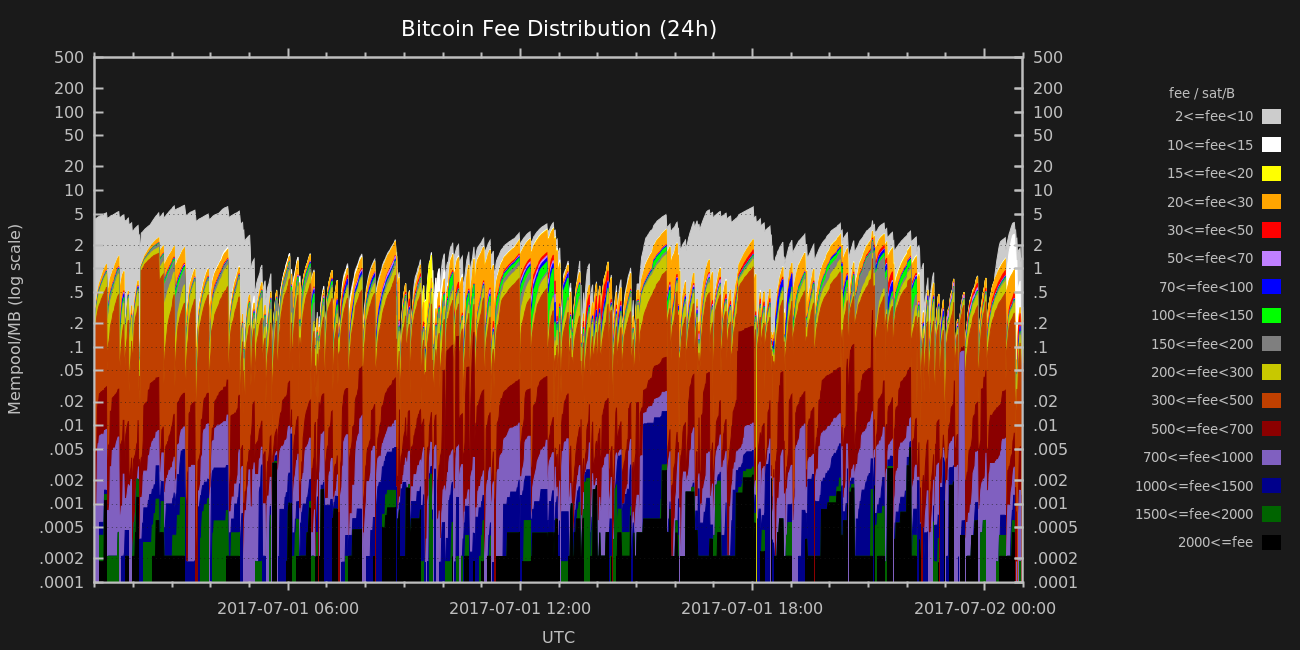 Bitcoin Fee Distribution (24h)
Mempool/MB (log scale)
500
200
100
50
20
10
5
2
1
.5
.2
.1
.05
.02
.01
.005
.002
.001
.0005
.0002
.0001
500
200
100
50
20
10
5
2
1
.5
.2
.1
.05
.02
.01
.005
.002
.001
.0005
.0002
.0001
2017-07-01 06:00
2017-07-01 12:00
2017-07-01 18:00
2017-07-02 00:00
UTC
fee / sat/B
2<=fee<10
10<=fee<15
15<=fee<20
20<=fee<30
30<=fee<50
50<=fee<70
70<=fee<100
100<=fee<150
150<=fee<200
200<=fee<300
300<=fee<500
500<=fee<700
700<=fee<1000
1000<=fee<1500
1500<=fee<2000
2000<=fee